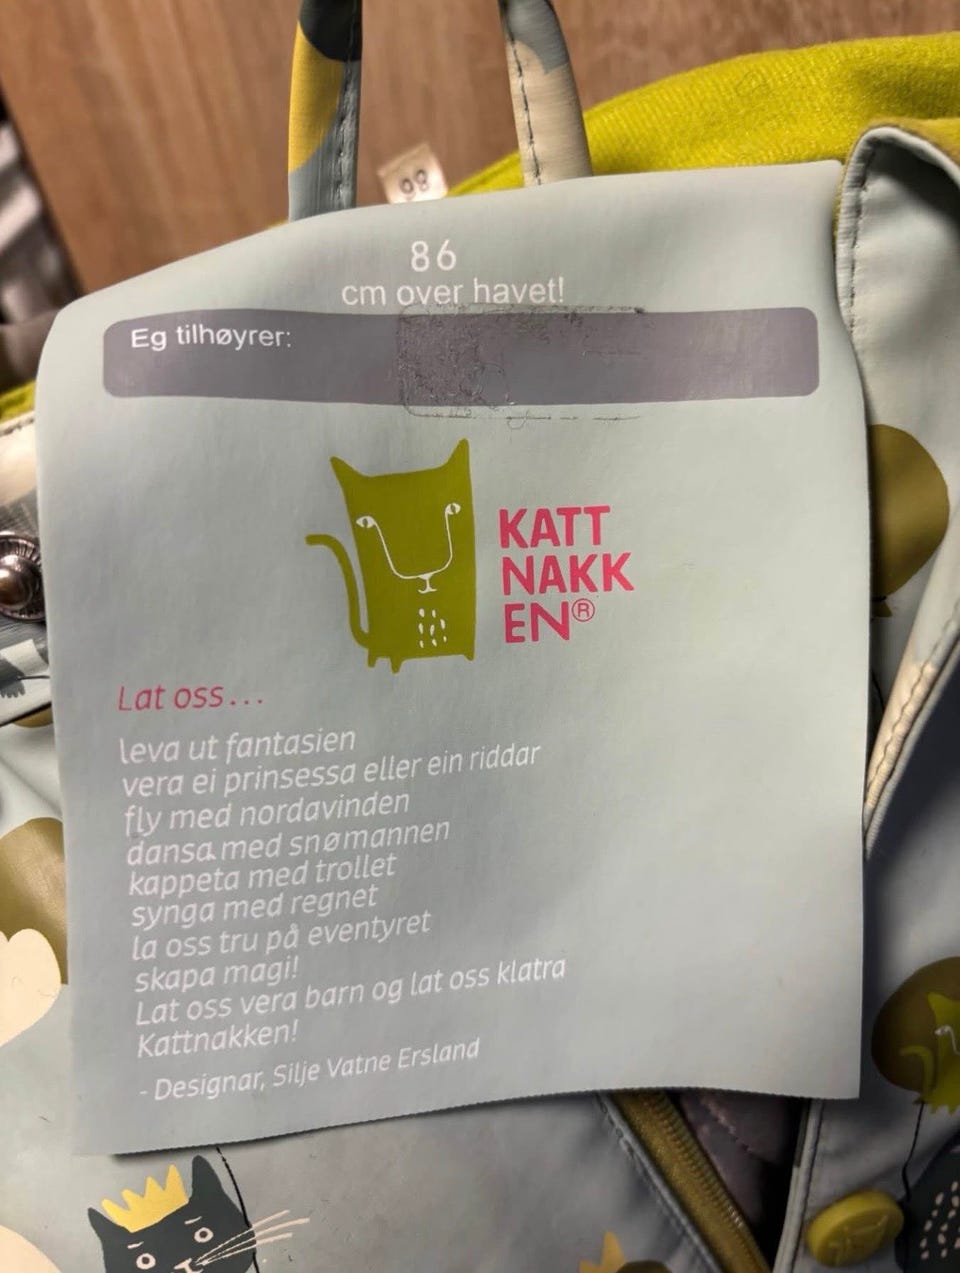 86
86
cm over havet!
Eg tilhøyrer:
KATT
NAKK
EN®
Lat oss...
leva ut fantasien
vera ei prinsessa eller ein riddar
fly med nordavinden
dansa med snømannen
kappeta med trollet
synga med regnet
la oss tru på eventyret
skapa magi!
Lat oss vera barn og lat oss klatra
Kattnakken!
- Designar, Silje Vatne Ersland